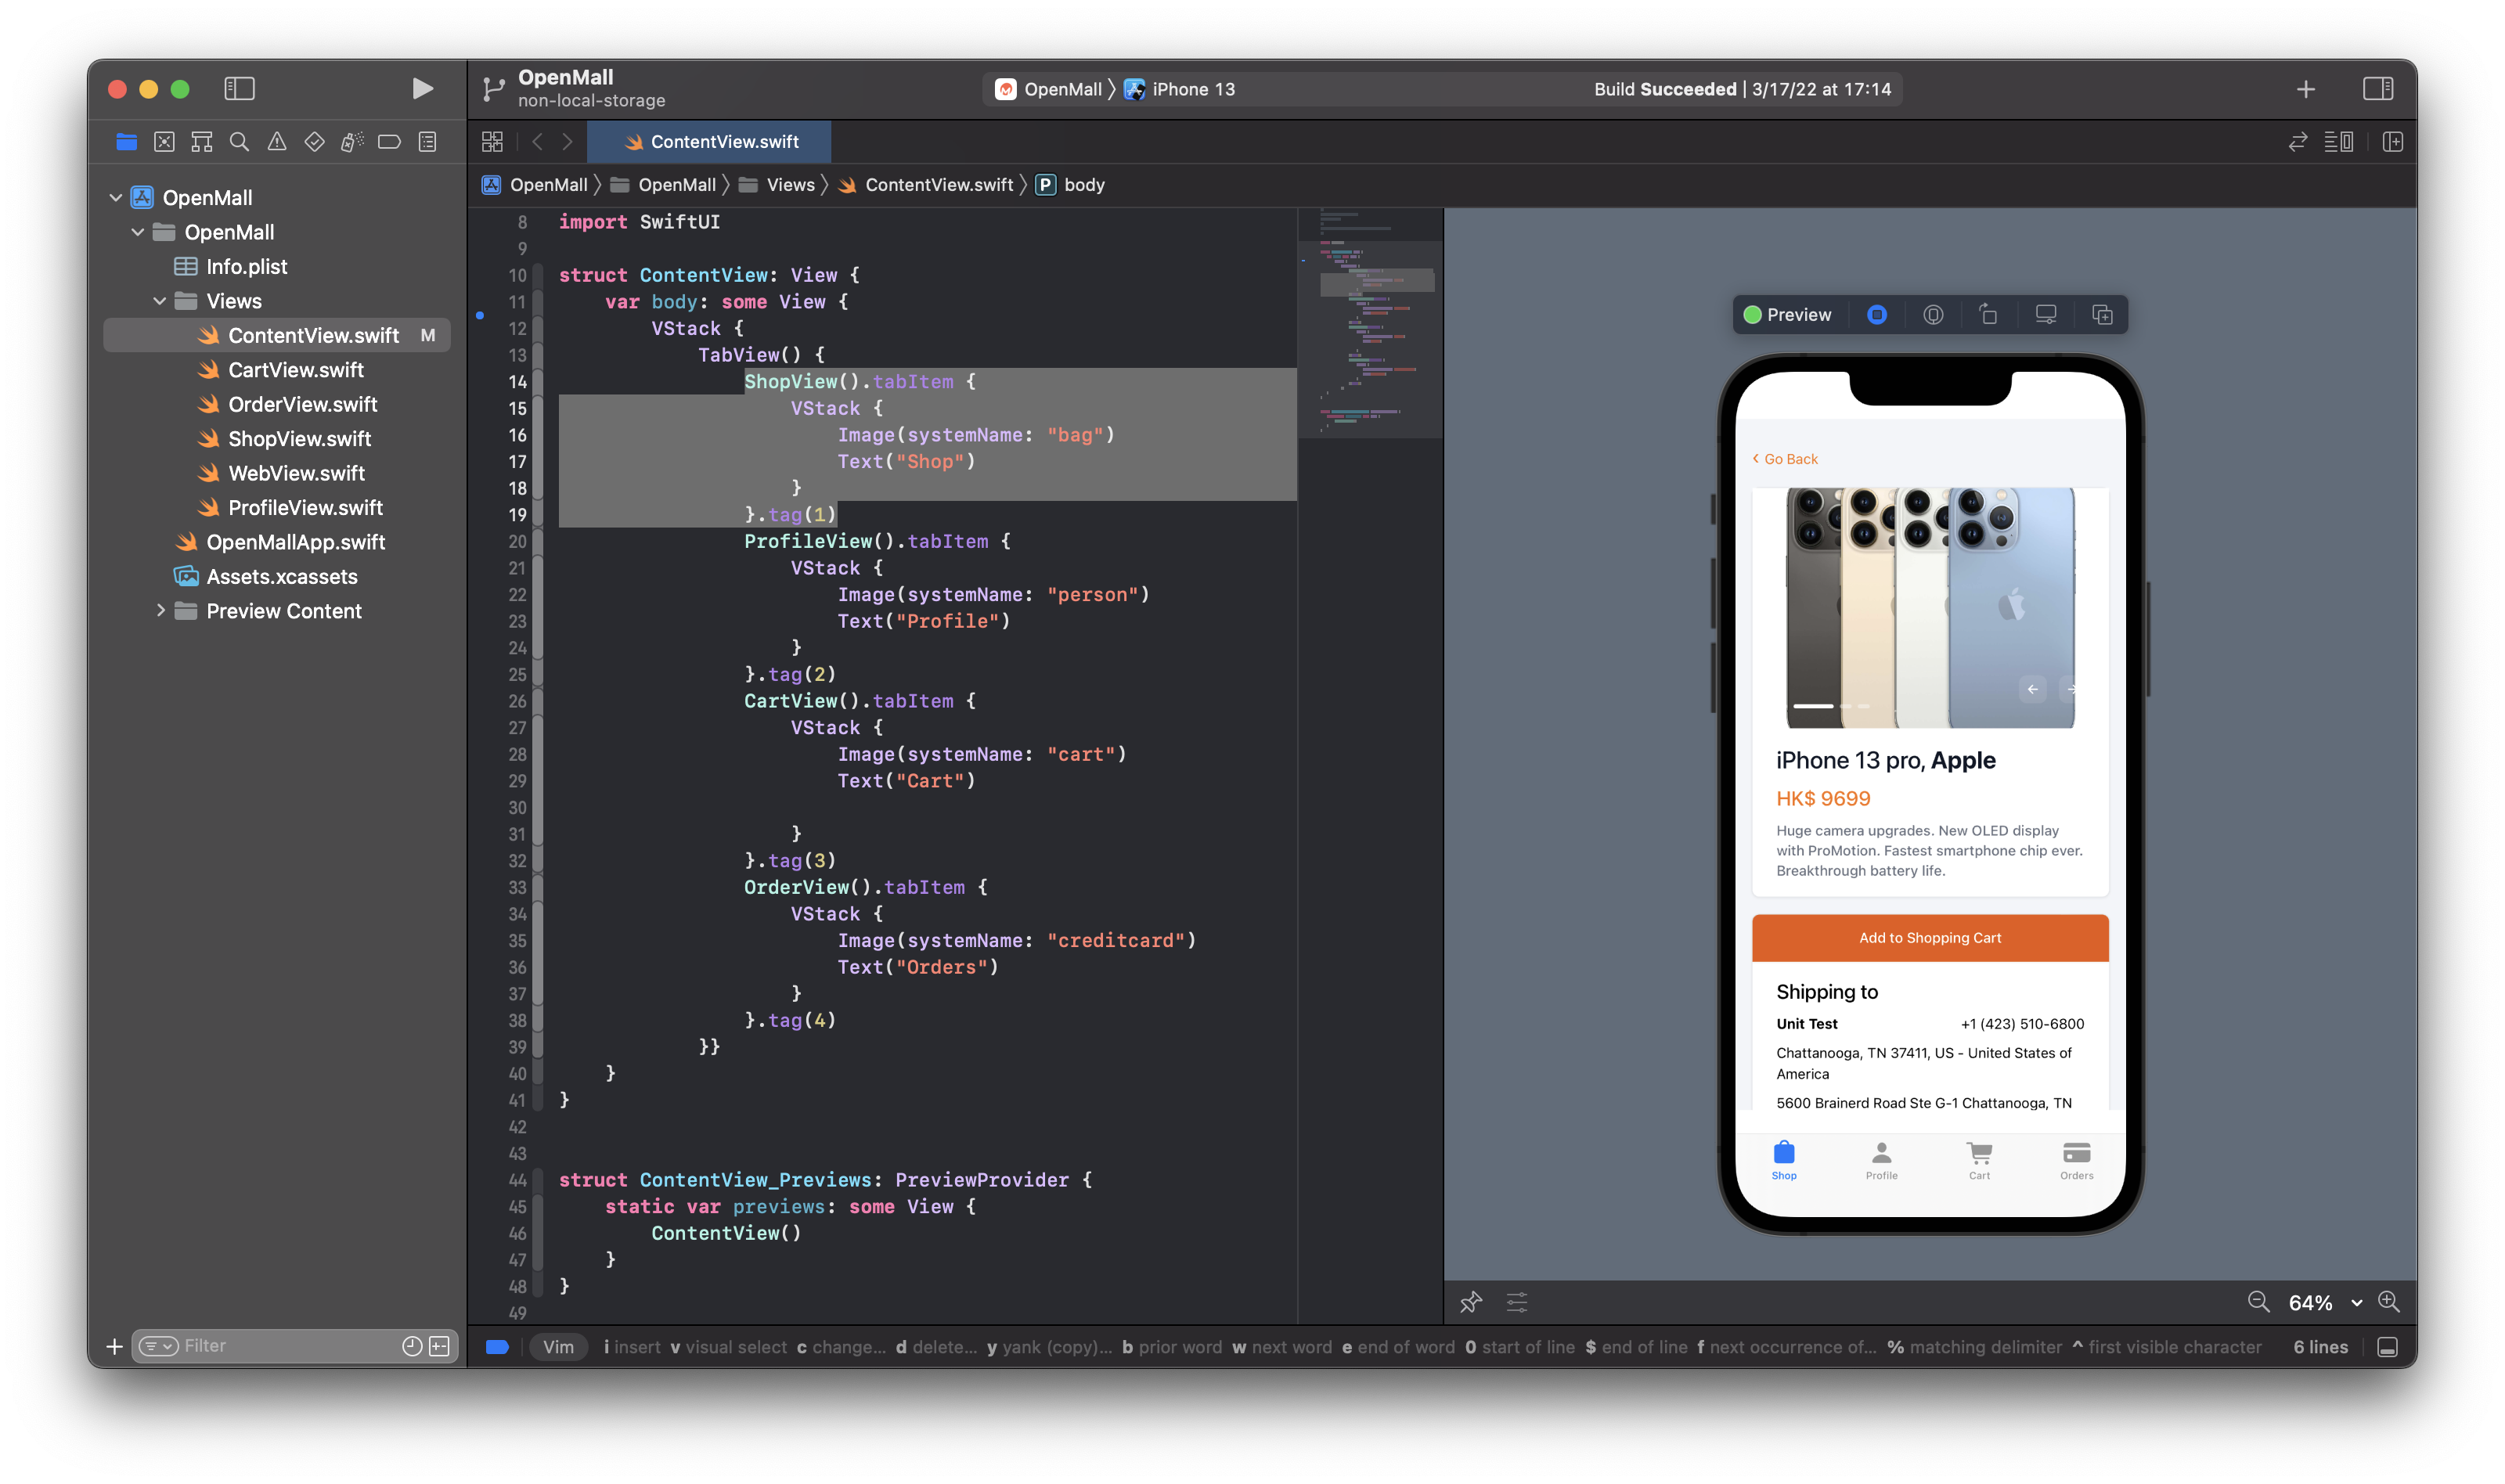 OpenMall
non-local-storage
OpenMall 〉 iPhone 13
Build Succeeded | 3/17/22 at 17:14
ContentView.swift
OpenMall 〉 OpenMall 〉 Views 〉 ContentView.swift 〉 P body
OpenMall
OpenMall
Info.plist
Views
ContentView.swift M
CartView.swift
OrderView.swift
ShopView.swift
WebView.swift
ProfileView.swift
OpenMallApp.swift
Assets.xcassets
Preview Content
Filter
8 import SwiftUI
9
10 struct ContentView: View {
11     var body: some View {
12         VStack {
13             TabView() {
14                 ShopView().tabItem {
15                     VStack {
16                         Image(systemName: "bag")
17                         Text("Shop")
18                     }
19                 }.tag(1)
20                 ProfileView().tabItem {
21                     VStack {
22                         Image(systemName: "person")
23                         Text("Profile")
24                     }
25                 }.tag(2)
26                 CartView().tabItem {
27                     VStack {
28                         Image(systemName: "cart")
29                         Text("Cart")
30
31                     }
32                 }.tag(3)
33                 OrderView().tabItem {
34                     VStack {
35                         Image(systemName: "creditcard")
36                         Text("Orders")
37                     }
38                 }.tag(4)
39             }}
40     }
41 }
42
43
44 struct ContentView_Previews: PreviewProvider {
45     static var previews: some View {
46         ContentView()
47     }
48 }
49
Preview
Go Back
iPhone 13 pro, Apple
HK$ 9699
Huge camera upgrades. New OLED display
with ProMotion. Fastest smartphone chip ever.
Breakthrough battery life.
Add to Shopping Cart
Shipping to
Unit Test +1 (423) 510-6800
Chattanooga, TN 37411, US - United States of
America
5600 Brainerd Road Ste G-1 Chattanooga, TN
Shop Profile Cart Orders
64%
Vim i insert v visual select c change... d delete... y yank (copy)... b prior word w next word e end of word 0 start of line $ end of line f next occurrence of... % matching delimiter ^ first visible character 6 lines